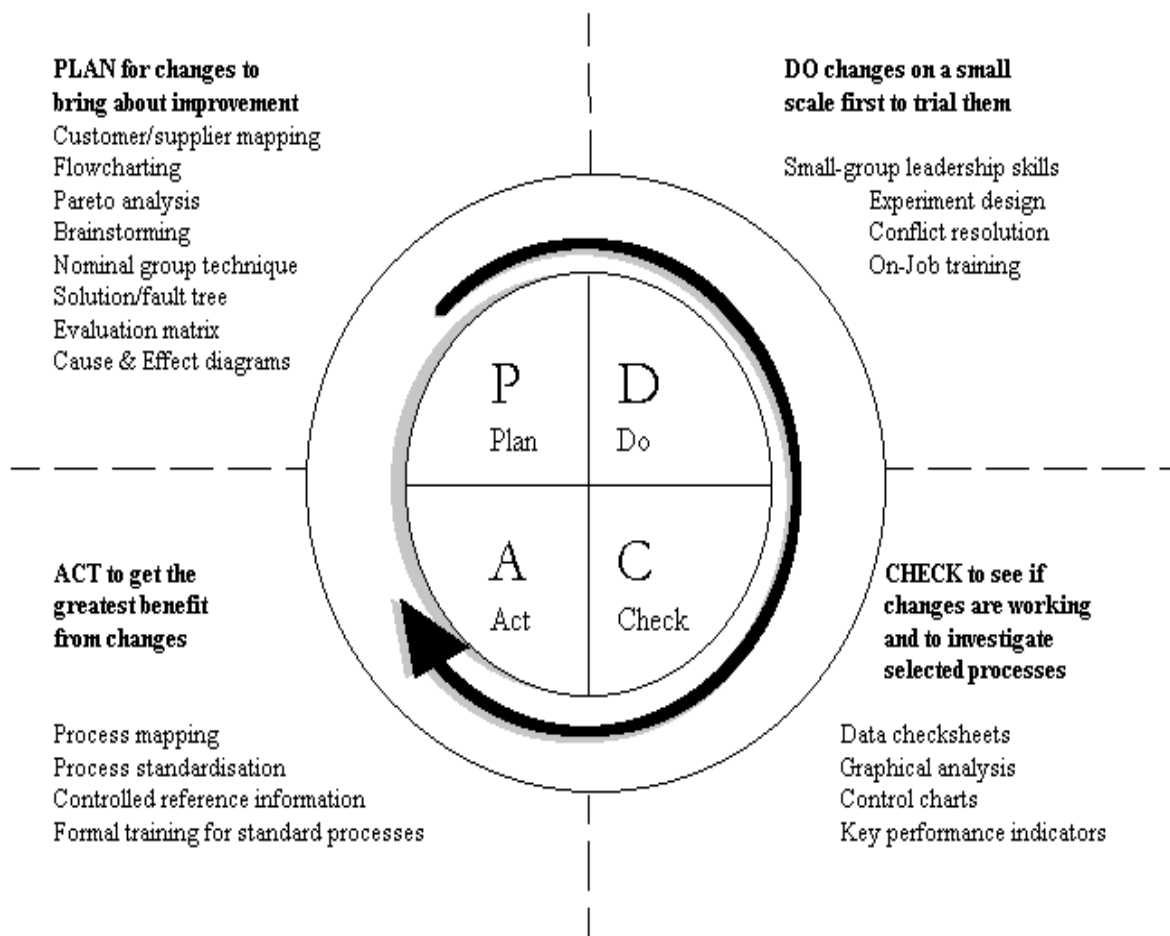 PLAN for changes to
bring about improvement
Customer/supplier mapping
Flowcharting
Pareto analysis
Brainstorming
Nominal group technique
Solution/fault tree
Evaluation matrix
Cause & Effect diagrams
DO changes on a small
scale first to trial them
Small-group leadership skills
Experiment design
Conflict resolution
On-Job training
P
Plan
D
Do
A
Act
C
Check
ACT to get the
greatest benefit
from changes
Process mapping
Process standardisation
Controlled reference information
Formal training for standard processes
CHECK to see if
changes are working
and to investigate
selected processes
Data checksheets
Graphical analysis
Control charts
Key performance indicators